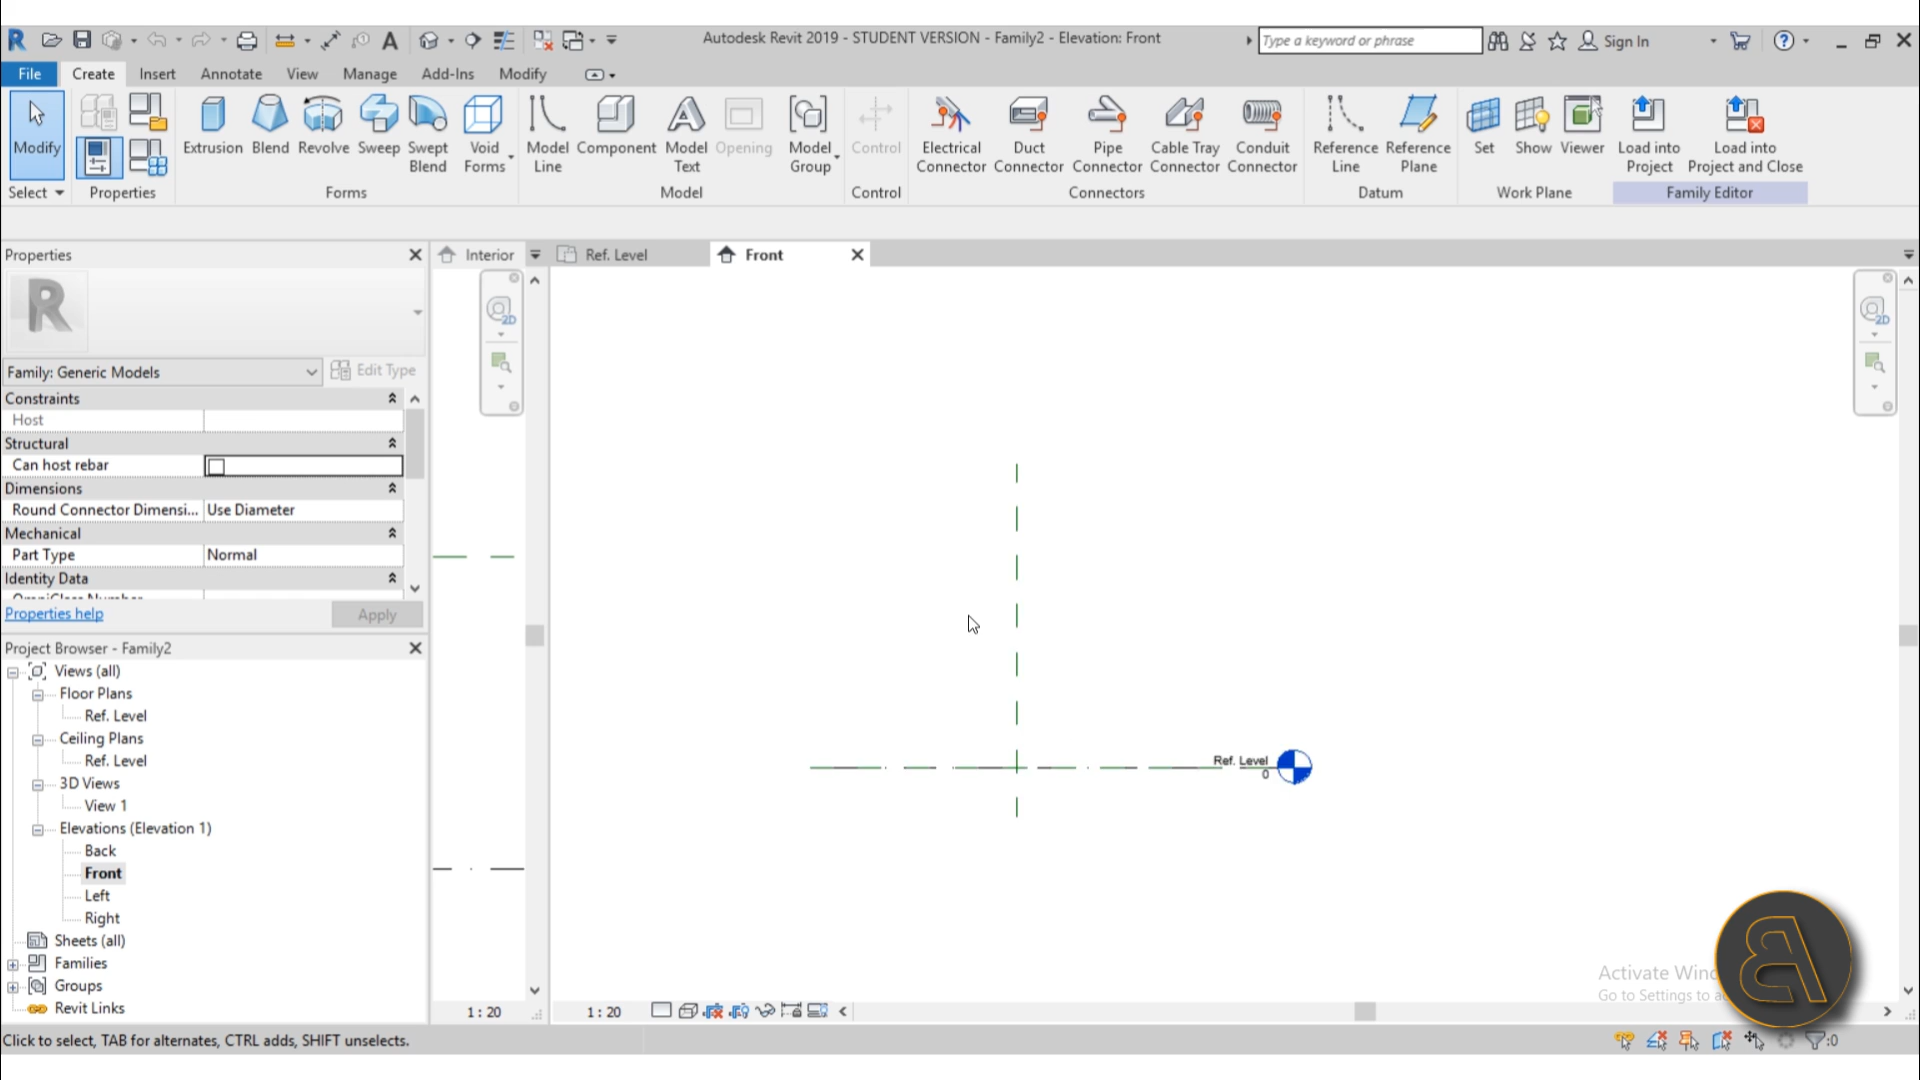 Autodesk Revit 2019 - STUDENT VERSION - Family2 - Elevation: Front
Type a keyword or phrase
Sign In
File Create Insert Annotate View Manage Add-Ins Modify
Modify
Extrusion Blend Revolve Sweep Swept Blend Void Forms
Model Line Component Model Text Opening Model Group
Control
Electrical Connector Duct Connector Pipe Connector Cable Tray Connector Conduit Connector
Reference Line Reference Plane
Set Show Viewer
Load into Project Load into Project and Close
Select Properties Forms Model Control Connectors Datum Work Plane Family Editor
Properties
Interior
Ref. Level
Front
R
2D
2D
Family: Generic Models
Edit Type
Constraints
Host
Structural
Can host rebar
Dimensions
Round Connector Dimensi... Use Diameter
Mechanical
Part Type Normal
Identity Data
Properties help
Apply
Project Browser - Family2
Views (all)
Floor Plans
Ref. Level
Ceiling Plans
Ref. Level
3D Views
View 1
Elevations (Elevation 1)
Back
Front
Left
Right
Sheets (all)
Families
Groups
Revit Links
Ref. Level
0
Activate Wind
Go to Settings to a
1 : 20
1 : 20
Click to select, TAB for alternates, CTRL adds, SHIFT unselects.
:0